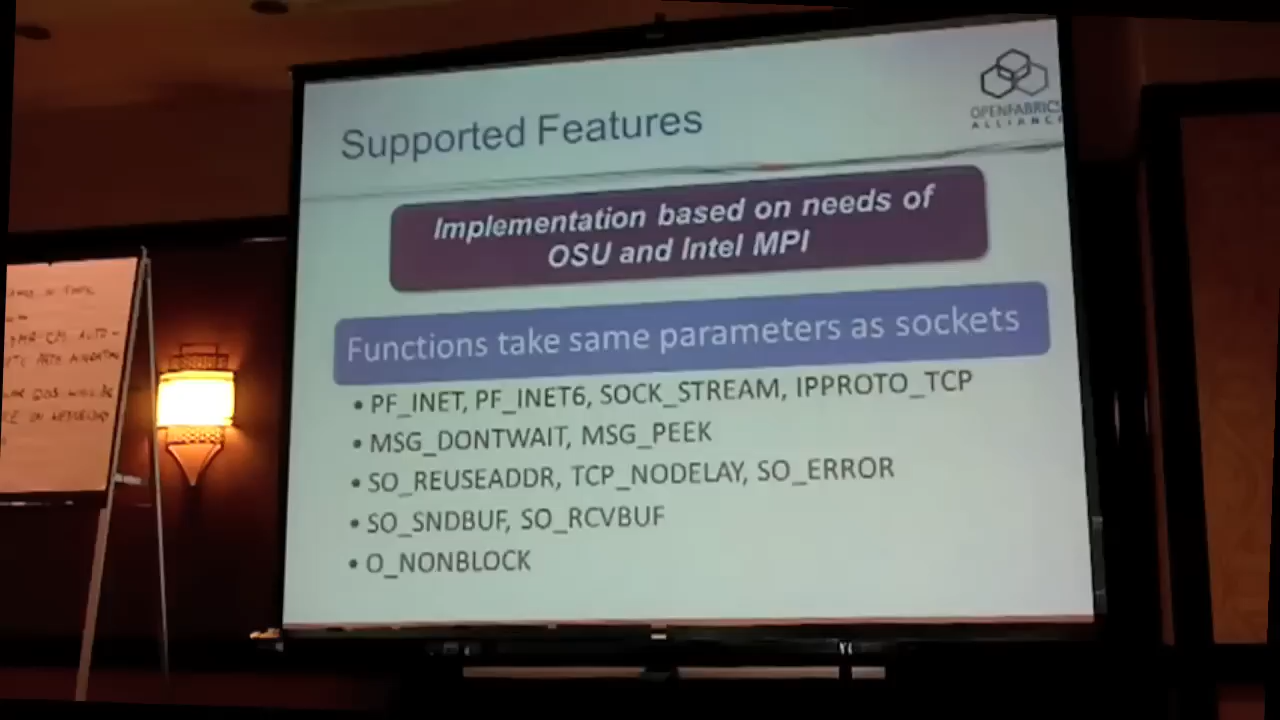 OPENFABRICS
ALLIANCE
Supported Features
Implementation based on needs of
OSU and Intel MPI
Functions take same parameters as sockets
• PF_INET, PF_INET6, SOCK_STREAM, IPPROTO_TCP
• MSG_DONTWAIT, MSG_PEEK
• SO_REUSEADDR, TCP_NODELAY, SO_ERROR
• SO_SNDBUF, SO_RCVBUF
• O_NONBLOCK